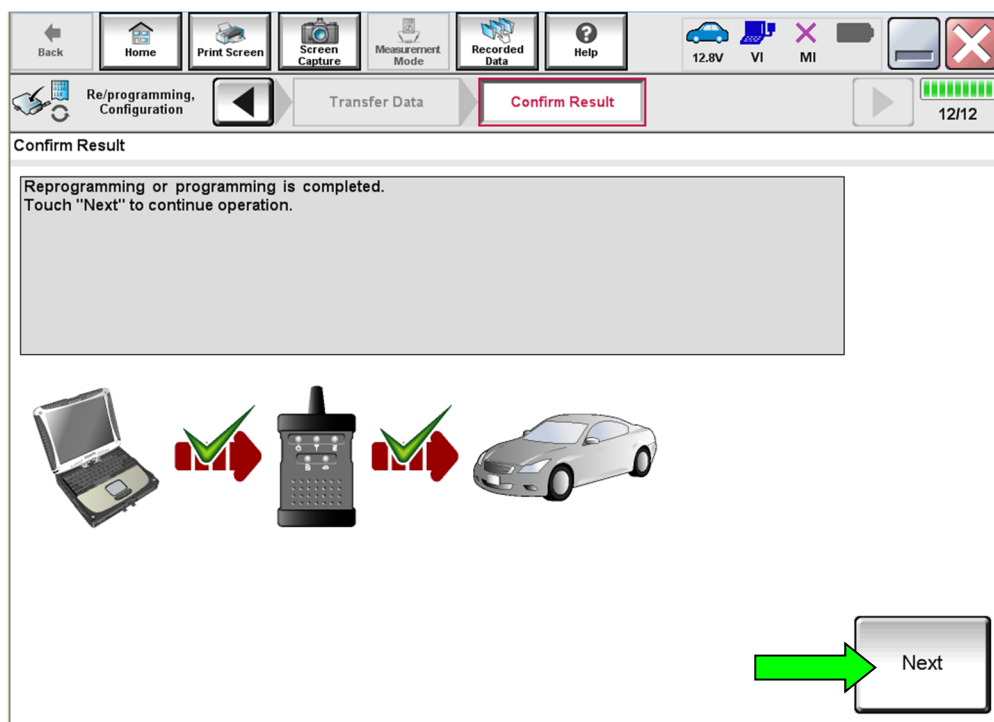 Back
Home
Print Screen
Screen
Capture
Measurement
Mode
Recorded
Data
Help
12.8V
VI
MI
Re/programming,
Configuration
Transfer Data
Confirm Result
12/12
Confirm Result
Reprogramming or programming is completed.
Touch "Next" to continue operation.
Next